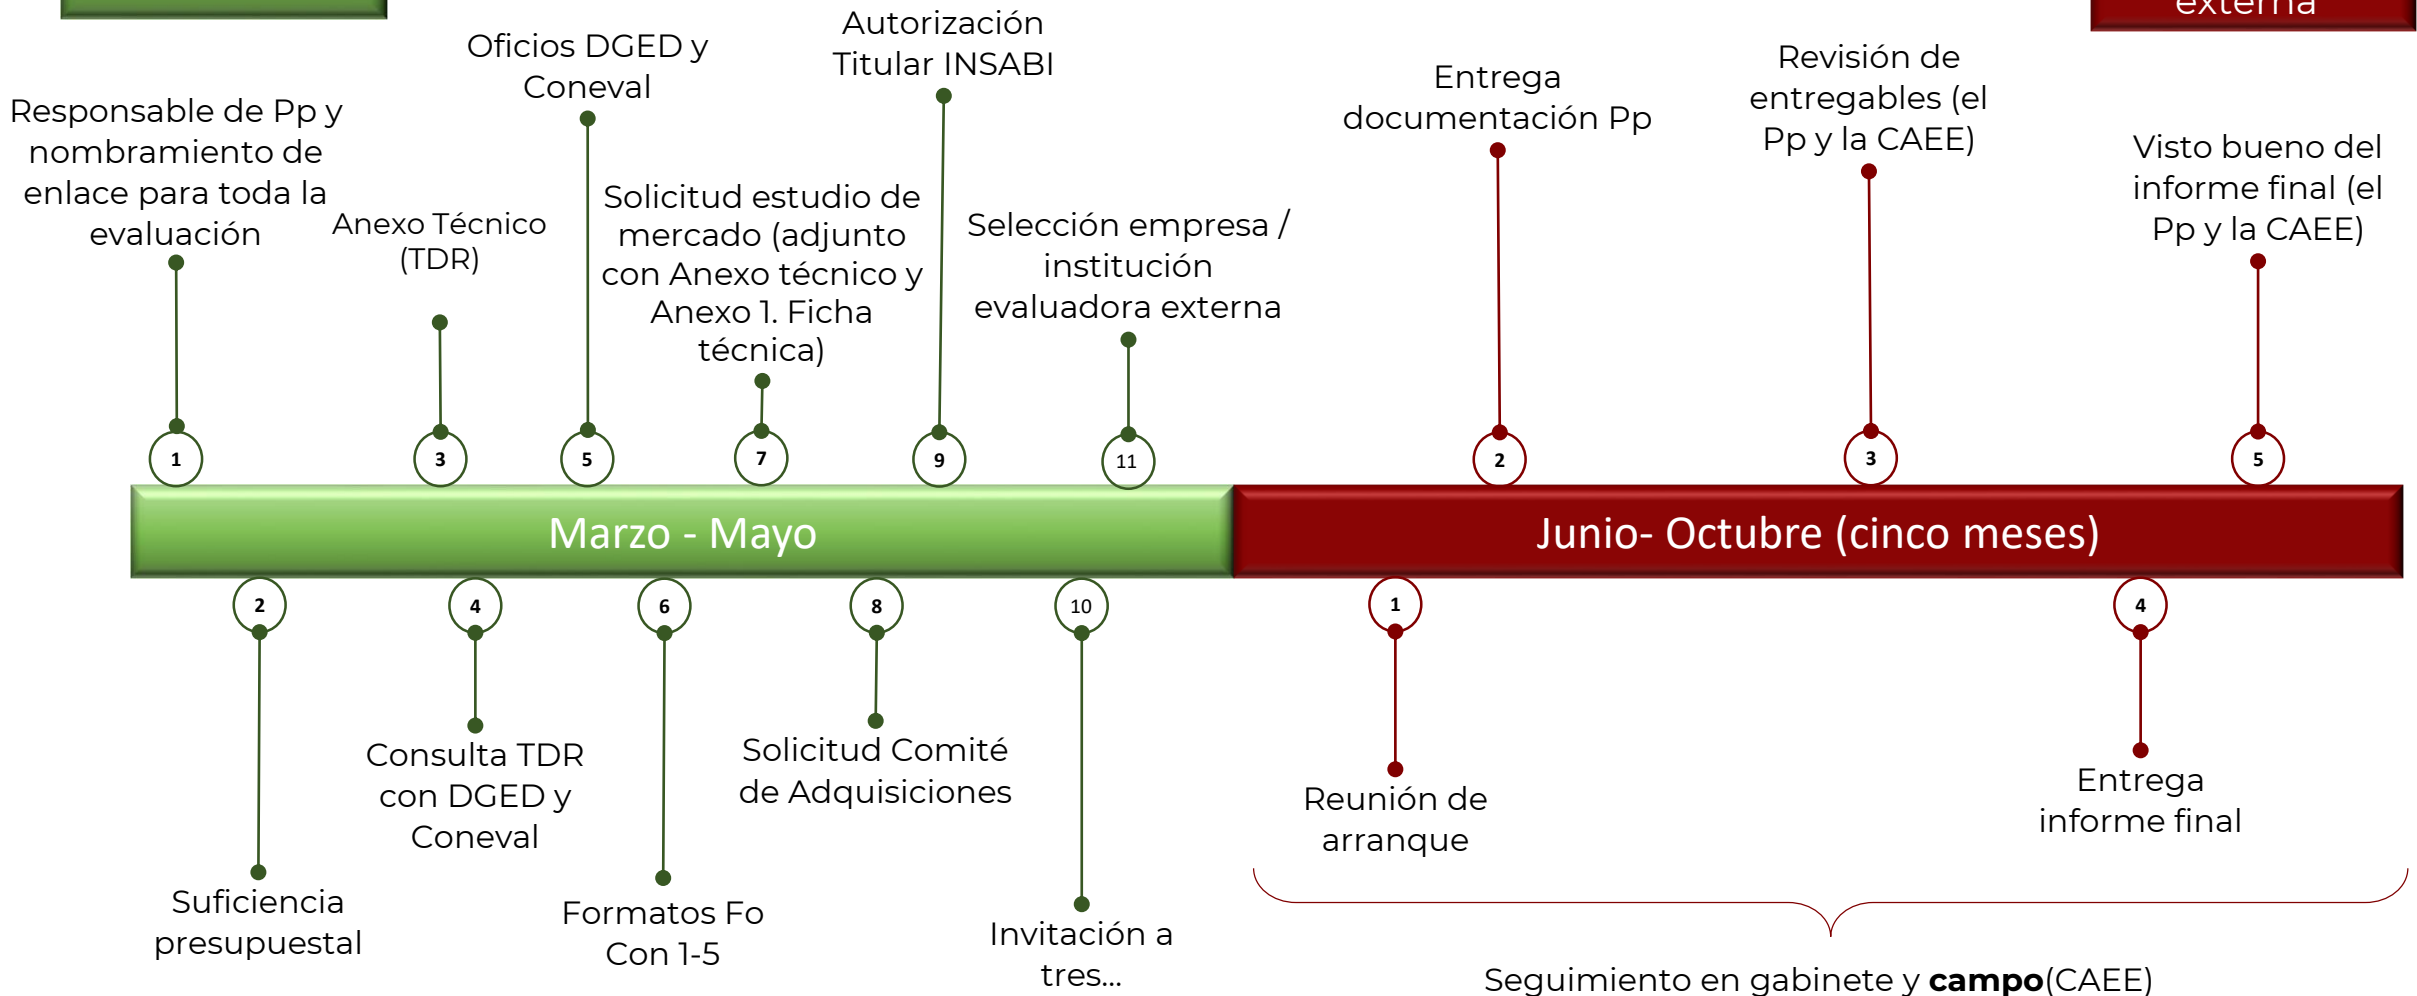 externa
Responsable de Pp y
nombramiento de
enlace para toda la
evaluación
Anexo Técnico
(TDR)
Oficios DGED y
Coneval
Solicitud estudio de
mercado (adjunto
con Anexo técnico y
Anexo 1. Ficha
técnica)
Autorización
Titular INSABI
Selección empresa /
institución
evaluadora externa
Entrega
documentación Pp
Revisión de
entregables (el
Pp y la CAEE)
Visto bueno del
informe final (el
Pp y la CAEE)
1
3
5
7
9
11
2
3
5
Marzo - Mayo
Junio- Octubre (cinco meses)
2
4
6
8
10
1
4
Suficiencia
presupuestal
Consulta TDR
con DGED y
Coneval
Formatos Fo
Con 1-5
Solicitud Comité
de Adquisiciones
Invitación a
tres...
Reunión de
arranque
Entrega
informe final
Seguimiento en gabinete y campo(CAEE)